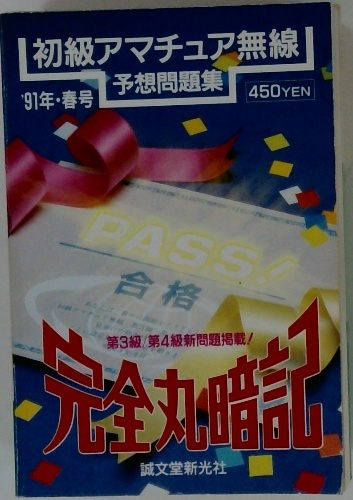 初級アマチュア無線
予想問題集
'91年・春号
450YEN
PASS!
合格
第3級/第4級新問題掲載!
完全丸暗記
誠文堂新光社